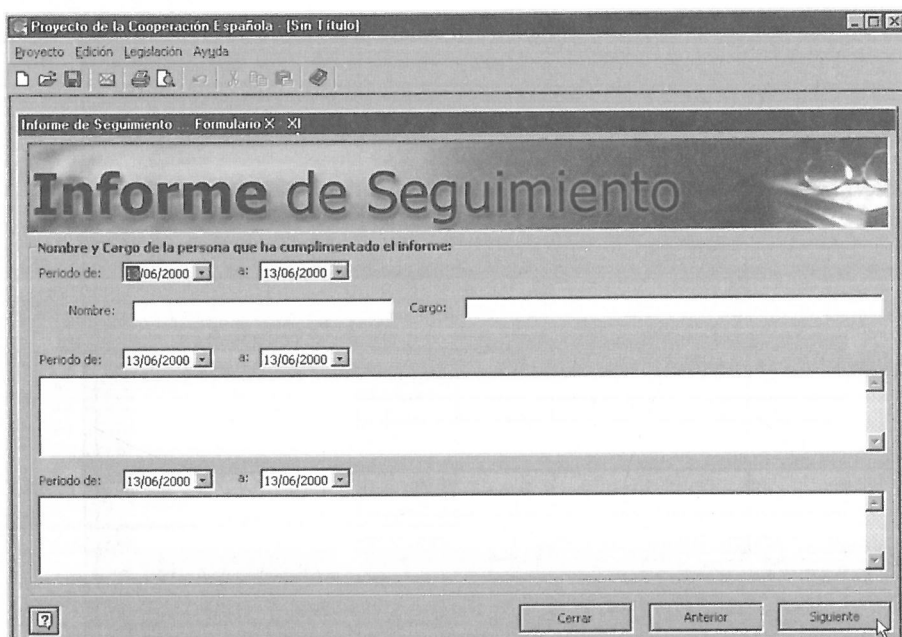 Proyecto de la Cooperación Española - [Sin Título]
Proyecto Edición Legislación Ayuda
Informe de Seguimiento ... Formulario X - XI
Informe de Seguimiento
Nombre y Cargo de la persona que ha cumplimentado el informe:
Periodo de: 13/06/2000 a: 13/06/2000
Nombre: Cargo:
Periodo de: 13/06/2000 a: 13/06/2000
Periodo de: 13/06/2000 a: 13/06/2000
Cerrar Anterior Siguiente